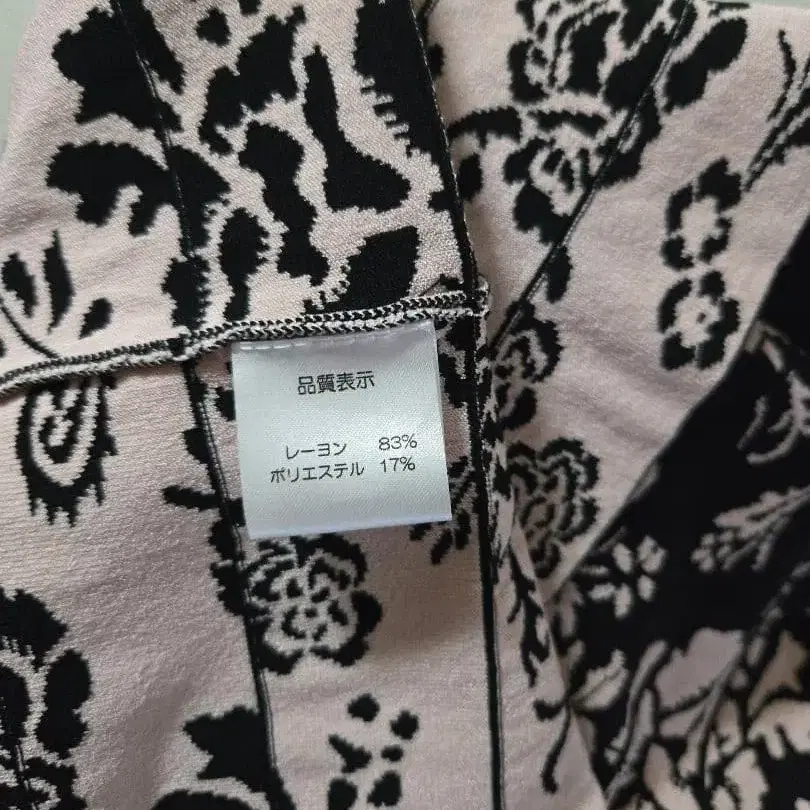 品質表示
レーヨン 83%
ポリエステル 17%